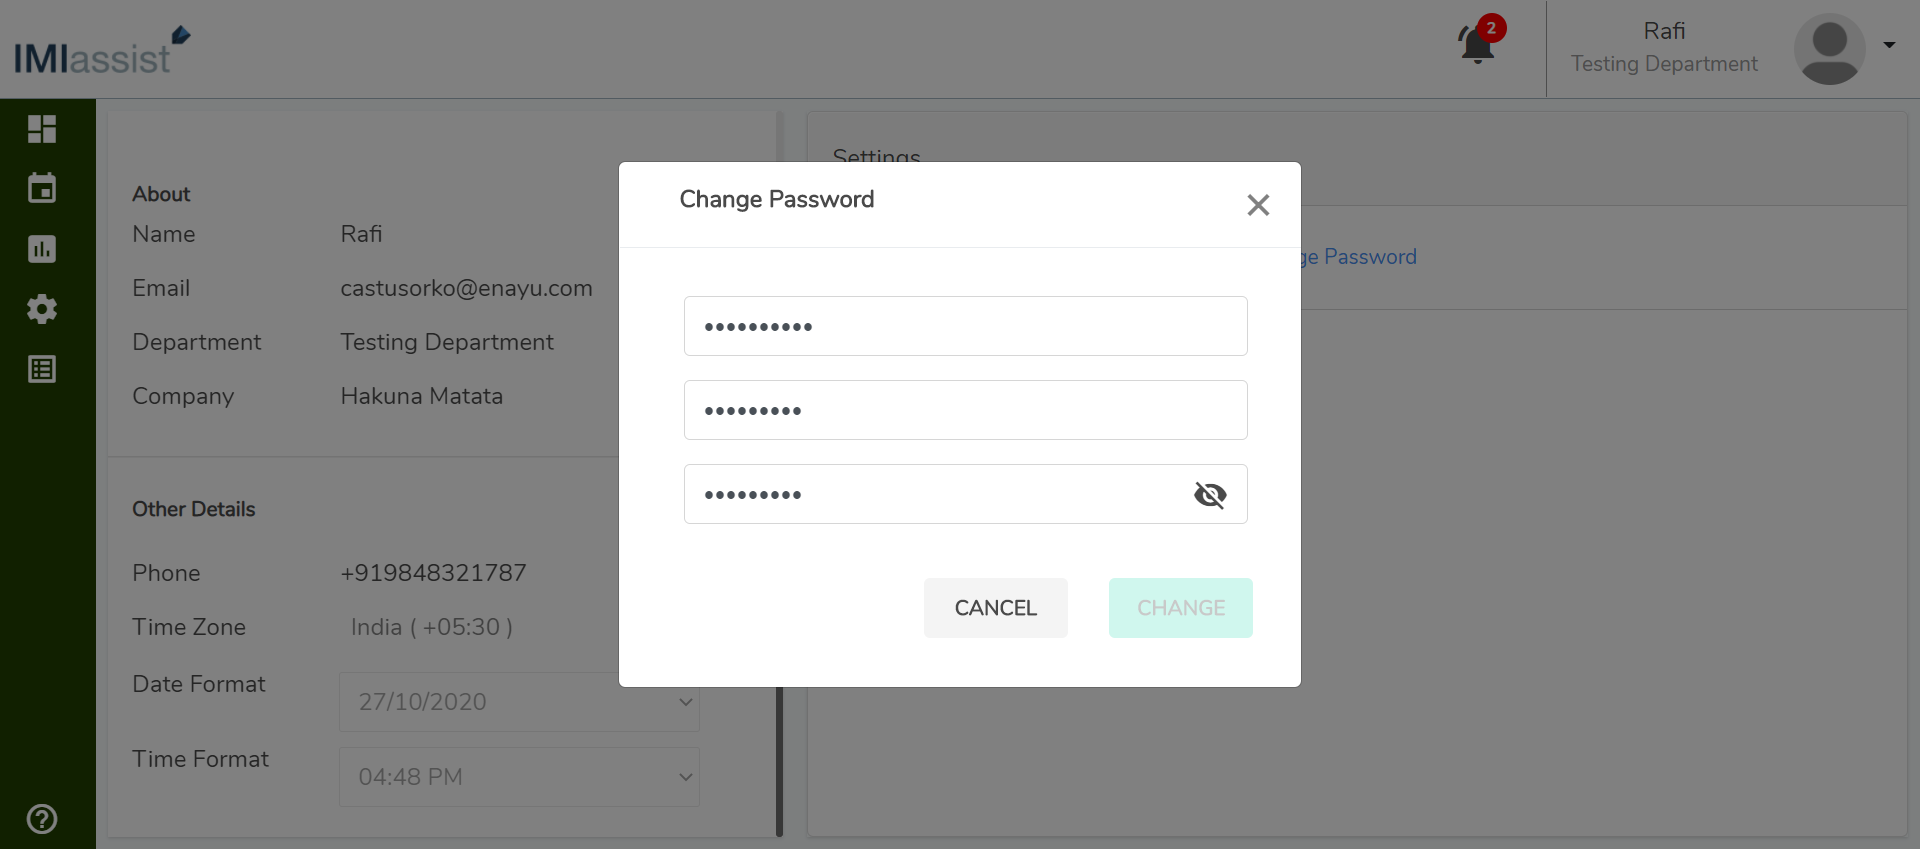 IMIassist
2
Rafi
Testing Department
About
Name Rafi
Email castusorko@enayu.com
Department Testing Department
Company Hakuna Matata
Other Details
Phone +919848321787
Time Zone India ( +05:30 )
Date Format 27/10/2020
Time Format 04:48 PM
Settings
Password
Change Password
••••••••••
•••••••••
•••••••••
CANCEL CHANGE